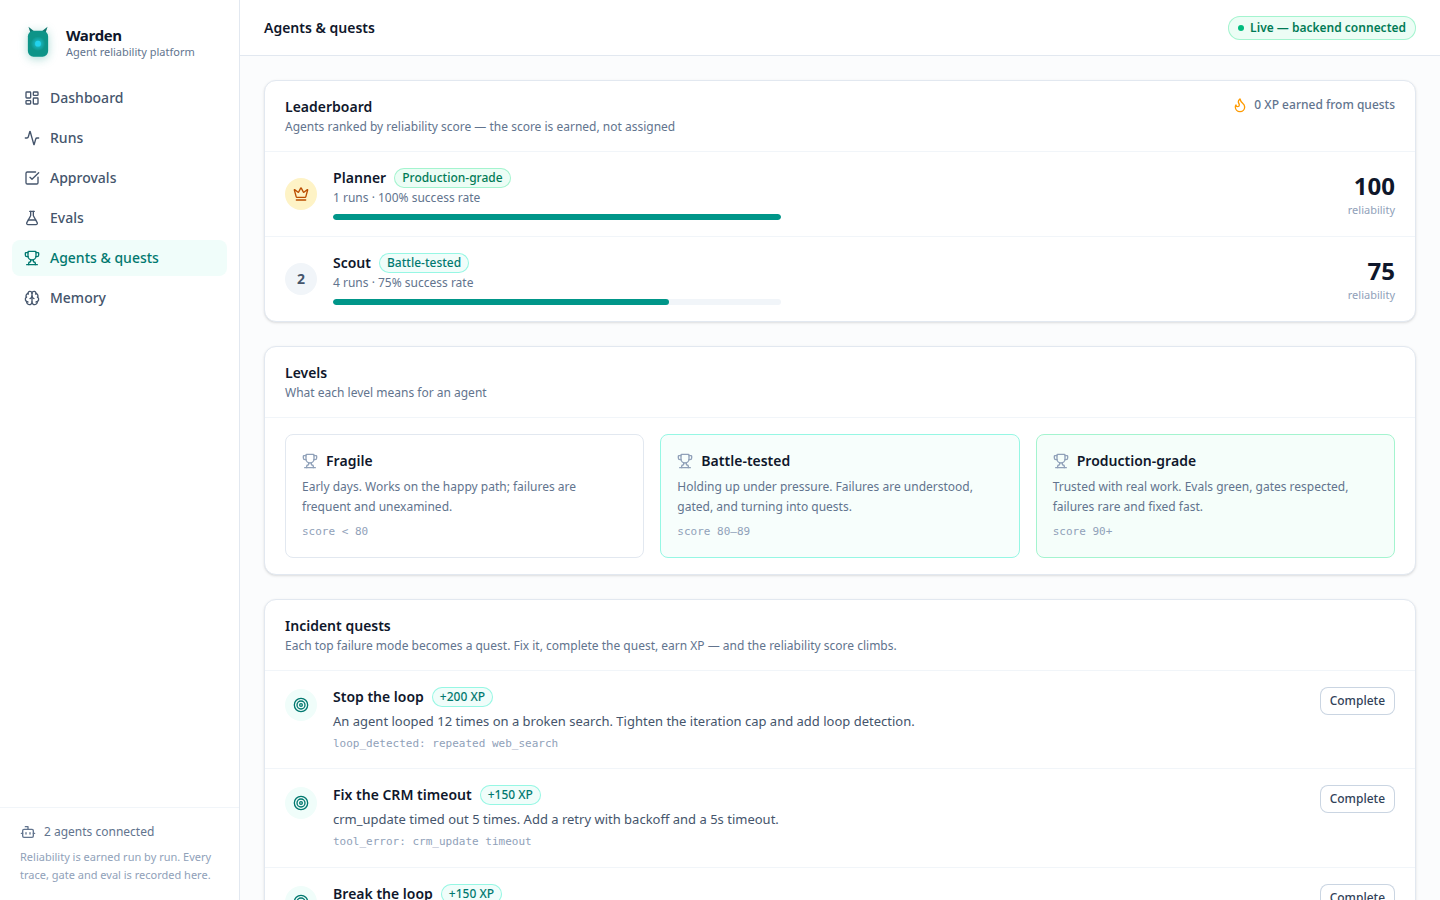 Warden
Agent reliability platform
Dashboard
Runs
Approvals
Evals
Agents & quests
Memory
2 agents connected
Reliability is earned run by run. Every
trace, gate and eval is recorded here.
Agents & quests
Live — backend connected
Leaderboard
Agents ranked by reliability score — the score is earned, not assigned
0 XP earned from quests
Planner Production-grade
1 runs · 100% success rate
100
reliability
2
Scout Battle-tested
4 runs · 75% success rate
75
reliability
Levels
What each level means for an agent
Fragile
Early days. Works on the happy path; failures are
frequent and unexamined.
score < 80
Battle-tested
Holding up under pressure. Failures are understood,
gated, and turning into quests.
score 80–89
Production-grade
Trusted with real work. Evals green, gates respected,
failures rare and fixed fast.
score 90+
Incident quests
Each top failure mode becomes a quest. Fix it, complete the quest, earn XP — and the reliability score climbs.
Stop the loop +200 XP
An agent looped 12 times on a broken search. Tighten the iteration cap and add loop detection.
loop_detected: repeated web_search
Complete
Fix the CRM timeout +150 XP
crm_update timed out 5 times. Add a retry with backoff and a 5s timeout.
tool_error: crm_update timeout
Complete
Break the loop +150 XP
Complete